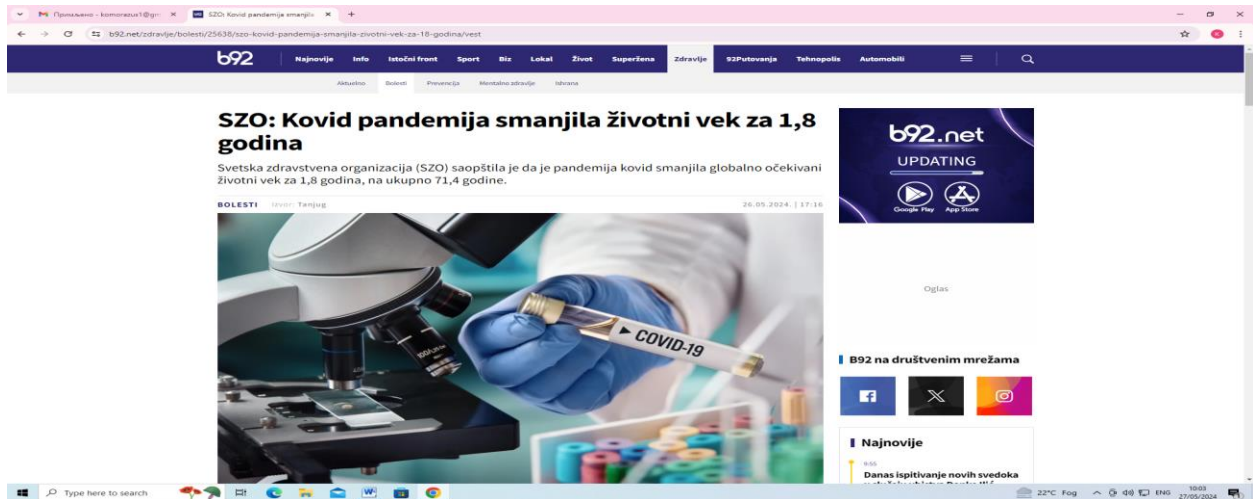 Примљено - komorazus1@gm
SZO: Kovid pandemija smanjila
b92.net/zdravlje/bolesti/25638/szo-kovid-pandemija-smanjila-zivotni-vek-za-18-godina/vest
b92
Najnovije Info Istočni front Sport Biz Lokal Život Superžena Zdravlje 92Putovanja Tehnopolis Automobili
Aktuelno Bolesti Prevencija Mentalno zdravlje Ishrana
SZO: Kovid pandemija smanjila životni vek za 1,8
godina
Svetska zdravstvena organizacija (SZO) saopštila je da je pandemija kovid smanjila globalno očekivani
životni vek za 1,8 godina, na ukupno 71,4 godine.
BOLESTI Izvor: Tanjug 26.05.2024. | 17:16
COVID-19
b92.net
UPDATING
Google Play App Store
Oglas
B92 na društvenim mrežama
Najnovije
9:55
Danas ispitivanje novih svedoka
Type here to search
22°C Fog
ENG
10:03
27/05/2024